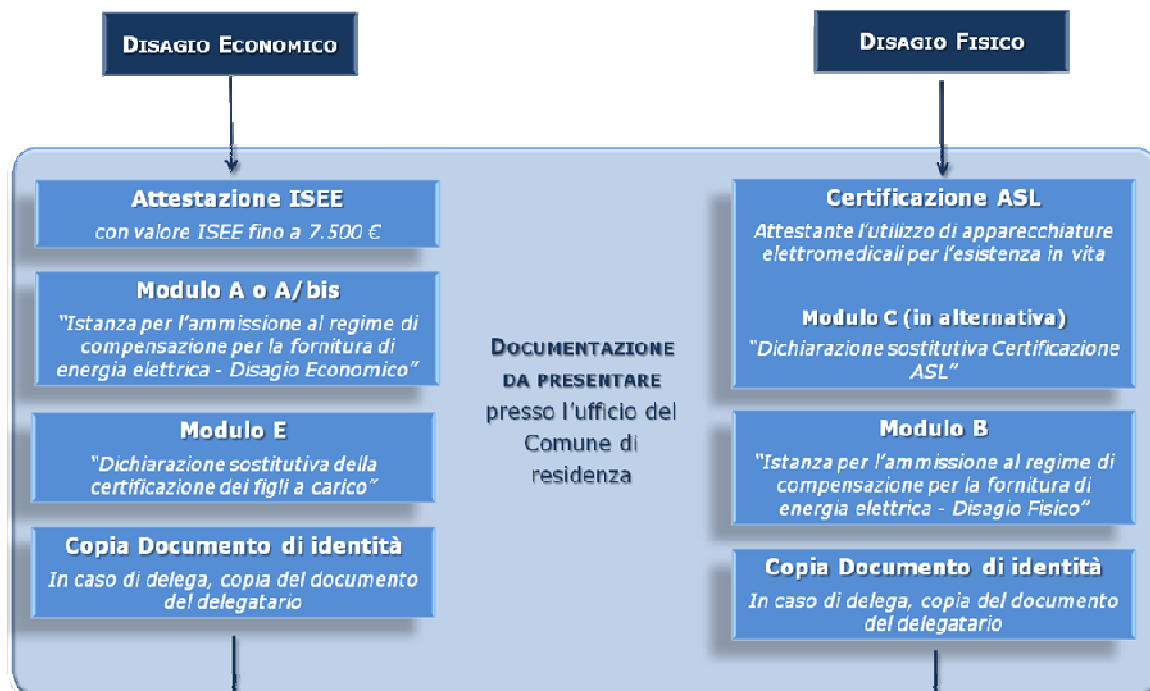 DISAGIO ECONOMICO
Attestazione ISEE
con valore ISEE fino a 7.500 €
Modulo A o A/bis
“Istanza per l’ammissione al regime di
compensazione per la fornitura di
energia elettrica - Disagio Economico”
Modulo E
“Dichiarazione sostitutiva della
certificazione dei figli a carico”
Copia Documento di identità
In caso di delega, copia del documento
del delegatario
DOCUMENTAZIONE
DA PRESENTARE
presso l’ufficio del
Comune di
residenza
DISAGIO FISICO
Certificazione ASL
Attestante l’utilizzo di apparecchiature
elettromedicali per l’esistenza in vita
Modulo C (in alternativa)
“Dichiarazione sostitutiva Certificazione
ASL”
Modulo B
“Istanza per l’ammissione al regime di
compensazione per la fornitura di
energia elettrica - Disagio Fisico”
Copia Documento di identità
In caso di delega, copia del documento
del delegatario